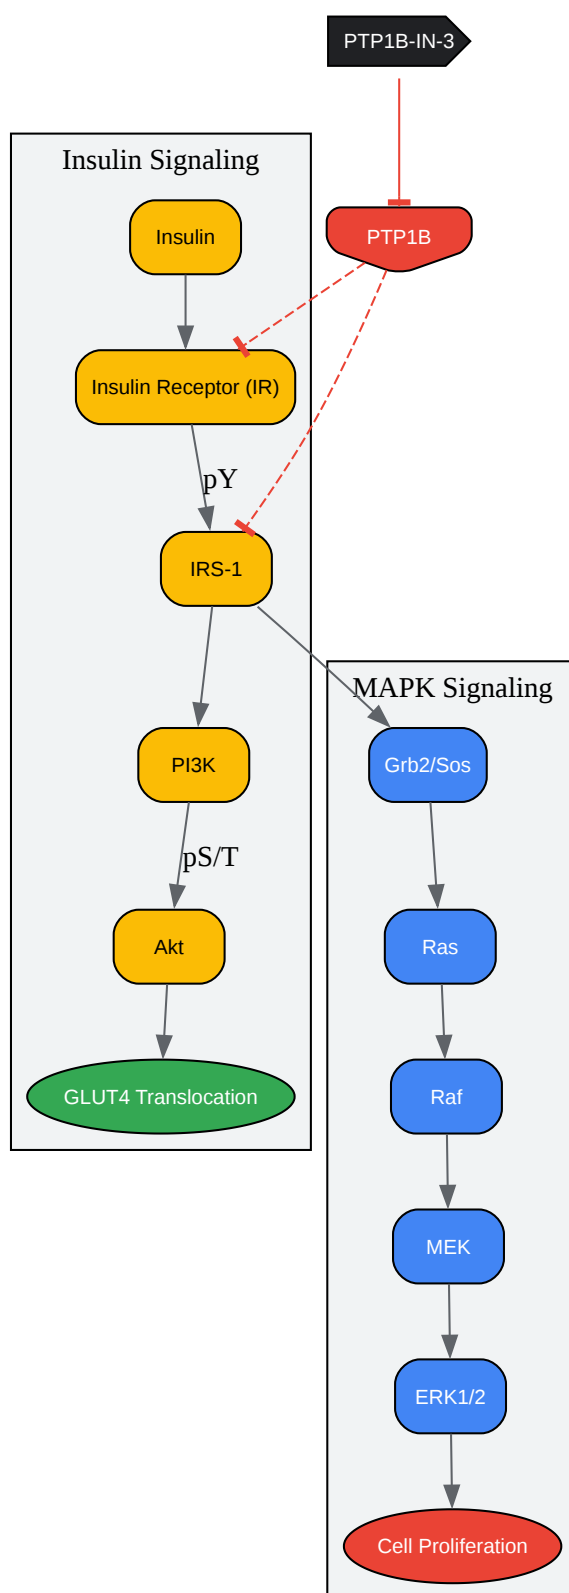 PTP1B-IN-3
Insulin Signaling
Insulin
PTP1B
Insulin Receptor (IR)
pY
IRS-1
MAPK Signaling
PI3K
Grb2/Sos
pS/T
Akt
Ras
GLUT4 Translocation
Raf
MEK
ERK1/2
Cell Proliferation